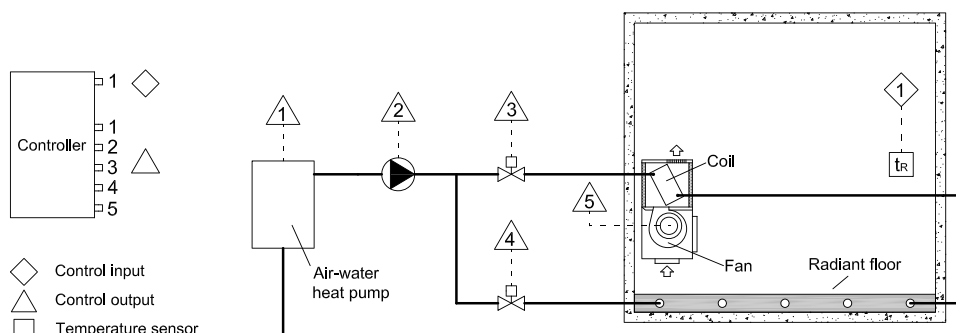 Controller
1
1
2
3
4
5
Control input
Control output
Temperature sensor
1
2
3
4
5
1
tR
Air-water
heat pump
Coil
Fan
Radiant floor